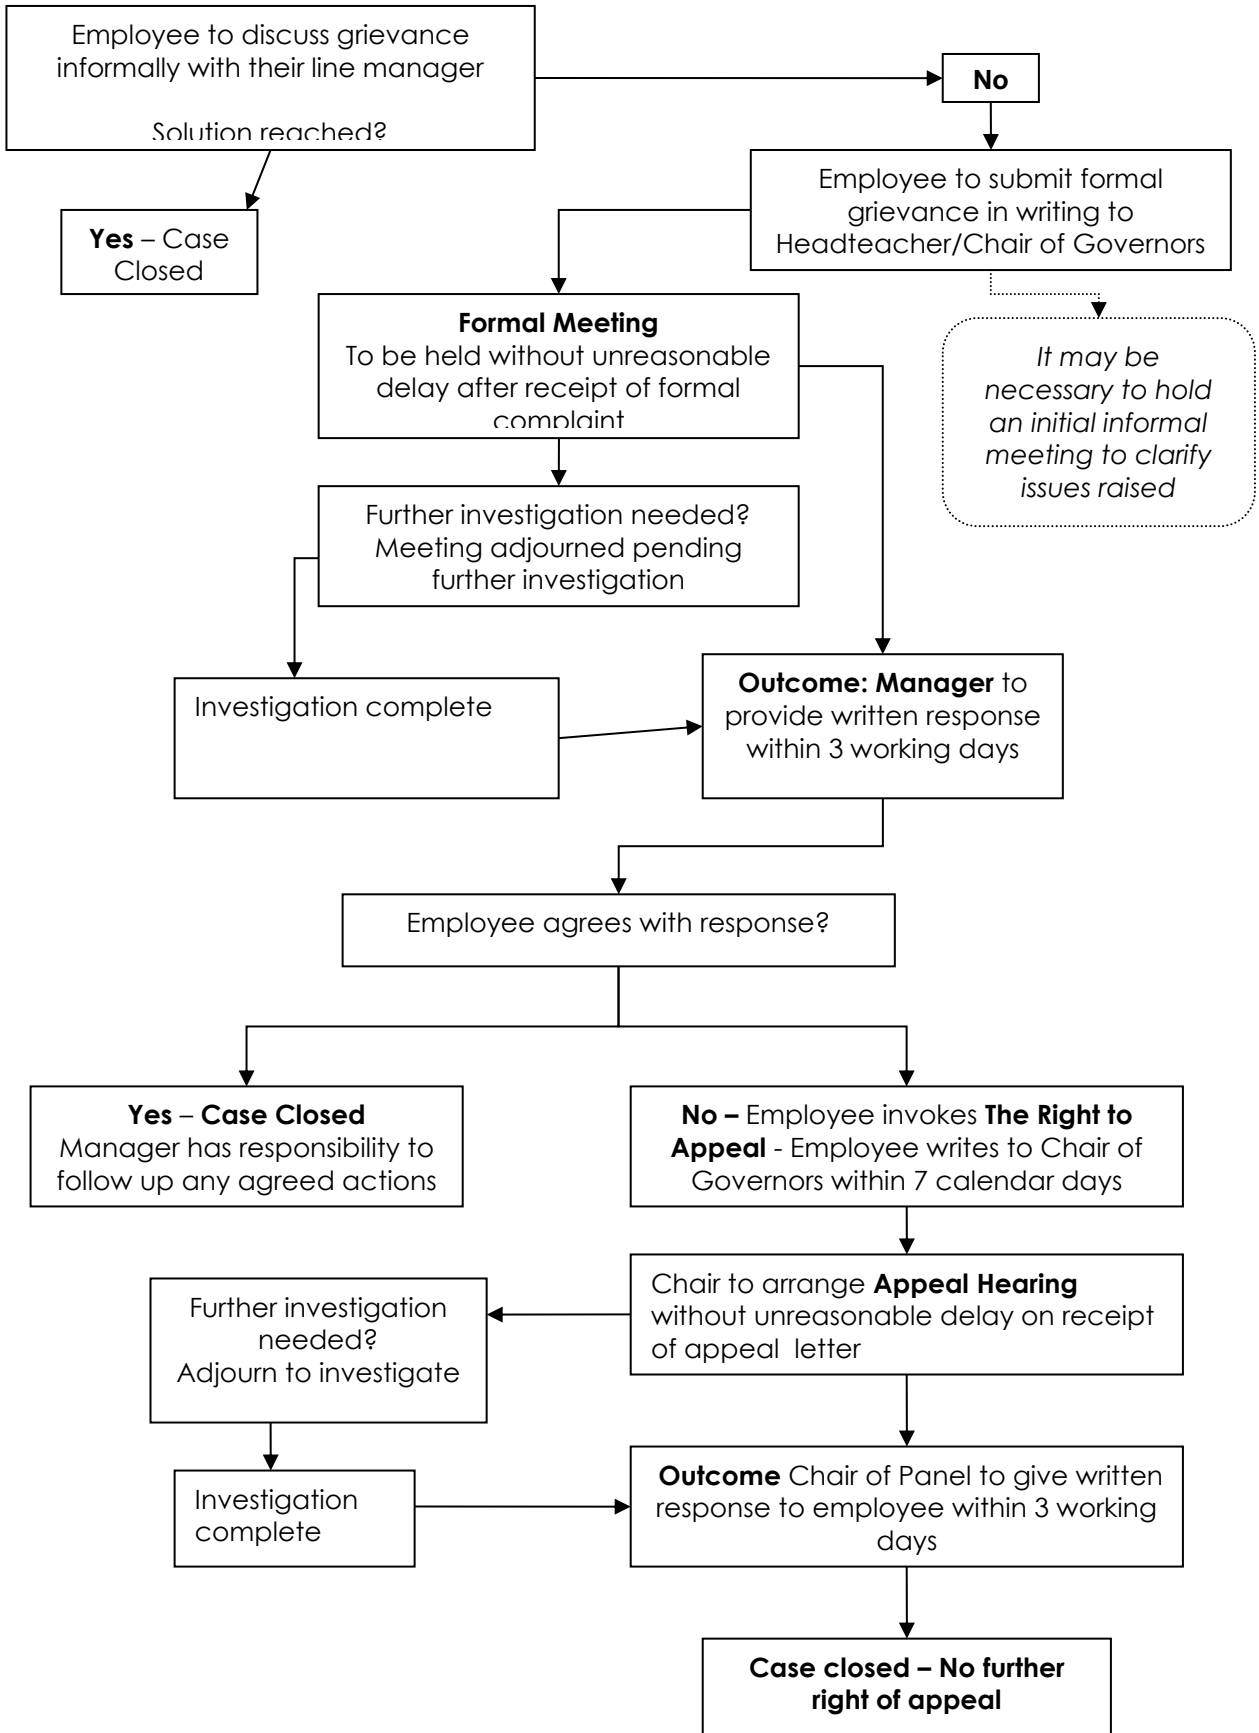 Employee to discuss grievance
informally with their line manager
Solution reached?
No
Yes – Case
Closed
Employee to submit formal
grievance in writing to
Headteacher/Chair of Governors
Formal Meeting
To be held without unreasonable
delay after receipt of formal
complaint
It may be
necessary to hold
an initial informal
meeting to clarify
issues raised
Further investigation needed?
Meeting adjourned pending
further investigation
Investigation complete
Outcome: Manager to
provide written response
within 3 working days
Employee agrees with response?
Yes – Case Closed
Manager has responsibility to
follow up any agreed actions
No – Employee invokes The Right to
Appeal - Employee writes to Chair of
Governors within 7 calendar days
Chair to arrange Appeal Hearing
without unreasonable delay on receipt
of appeal  letter
Further investigation
needed?
Adjourn to investigate
Investigation
complete
Outcome Chair of Panel to give written
response to employee within 3 working
days
Case closed – No further
right of appeal